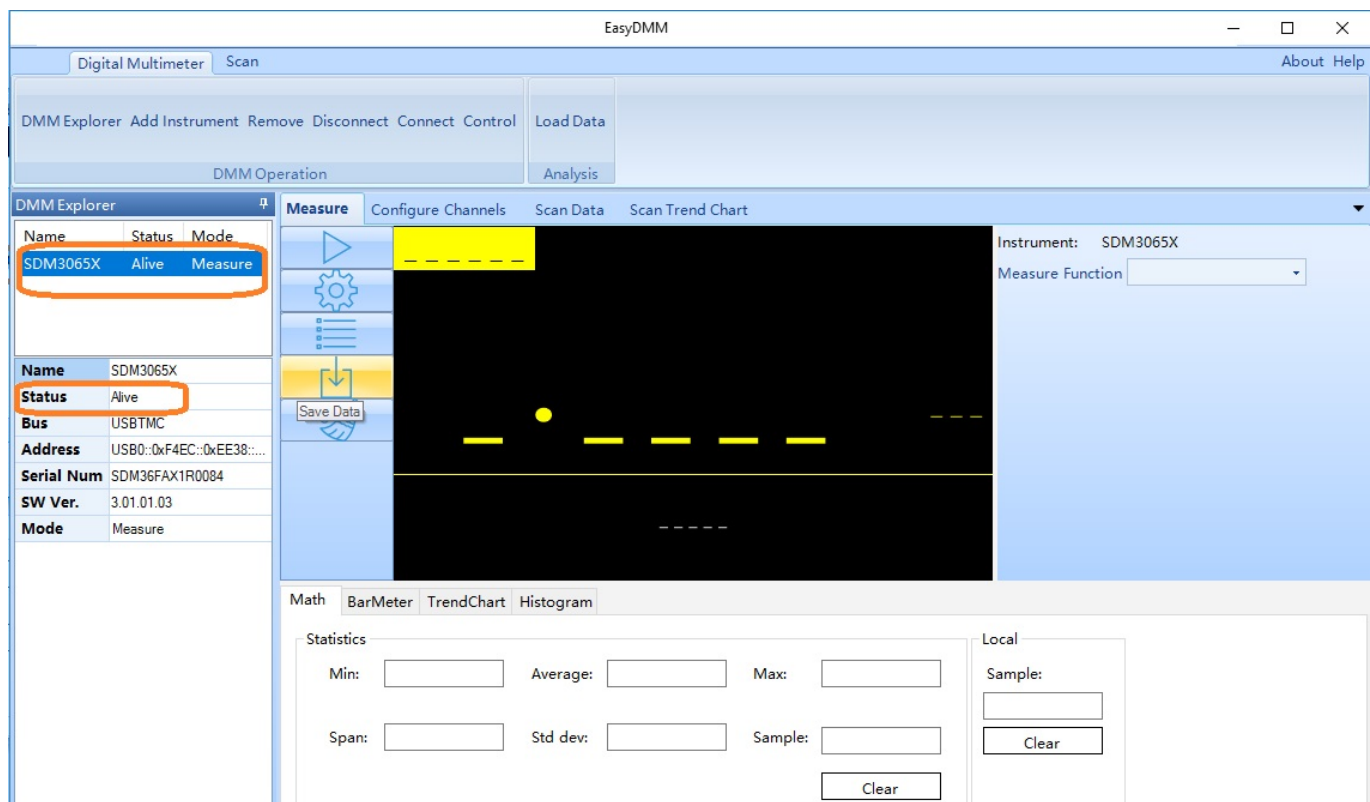 EasyDMM
Digital Multimeter Scan About Help
DMM Explorer Add Instrument Remove Disconnect Connect Control Load Data
DMM Operation Analysis
DMM Explorer
Measure Configure Channels Scan Data Scan Trend Chart
Name Status Mode
SDM3065X Alive Measure
Instrument: SDM3065X
Measure Function
Name SDM3065X
Status Alive
Bus USBTMC
Address USB0::0xF4EC::0xEE38::...
Serial Num SDM36FAX1R0084
SW Ver. 3.01.01.03
Mode Measure
Save Data
Math BarMeter TrendChart Histogram
Statistics
Min: Average: Max:
Span: Std dev: Sample:
Clear
Local
Sample:
Clear